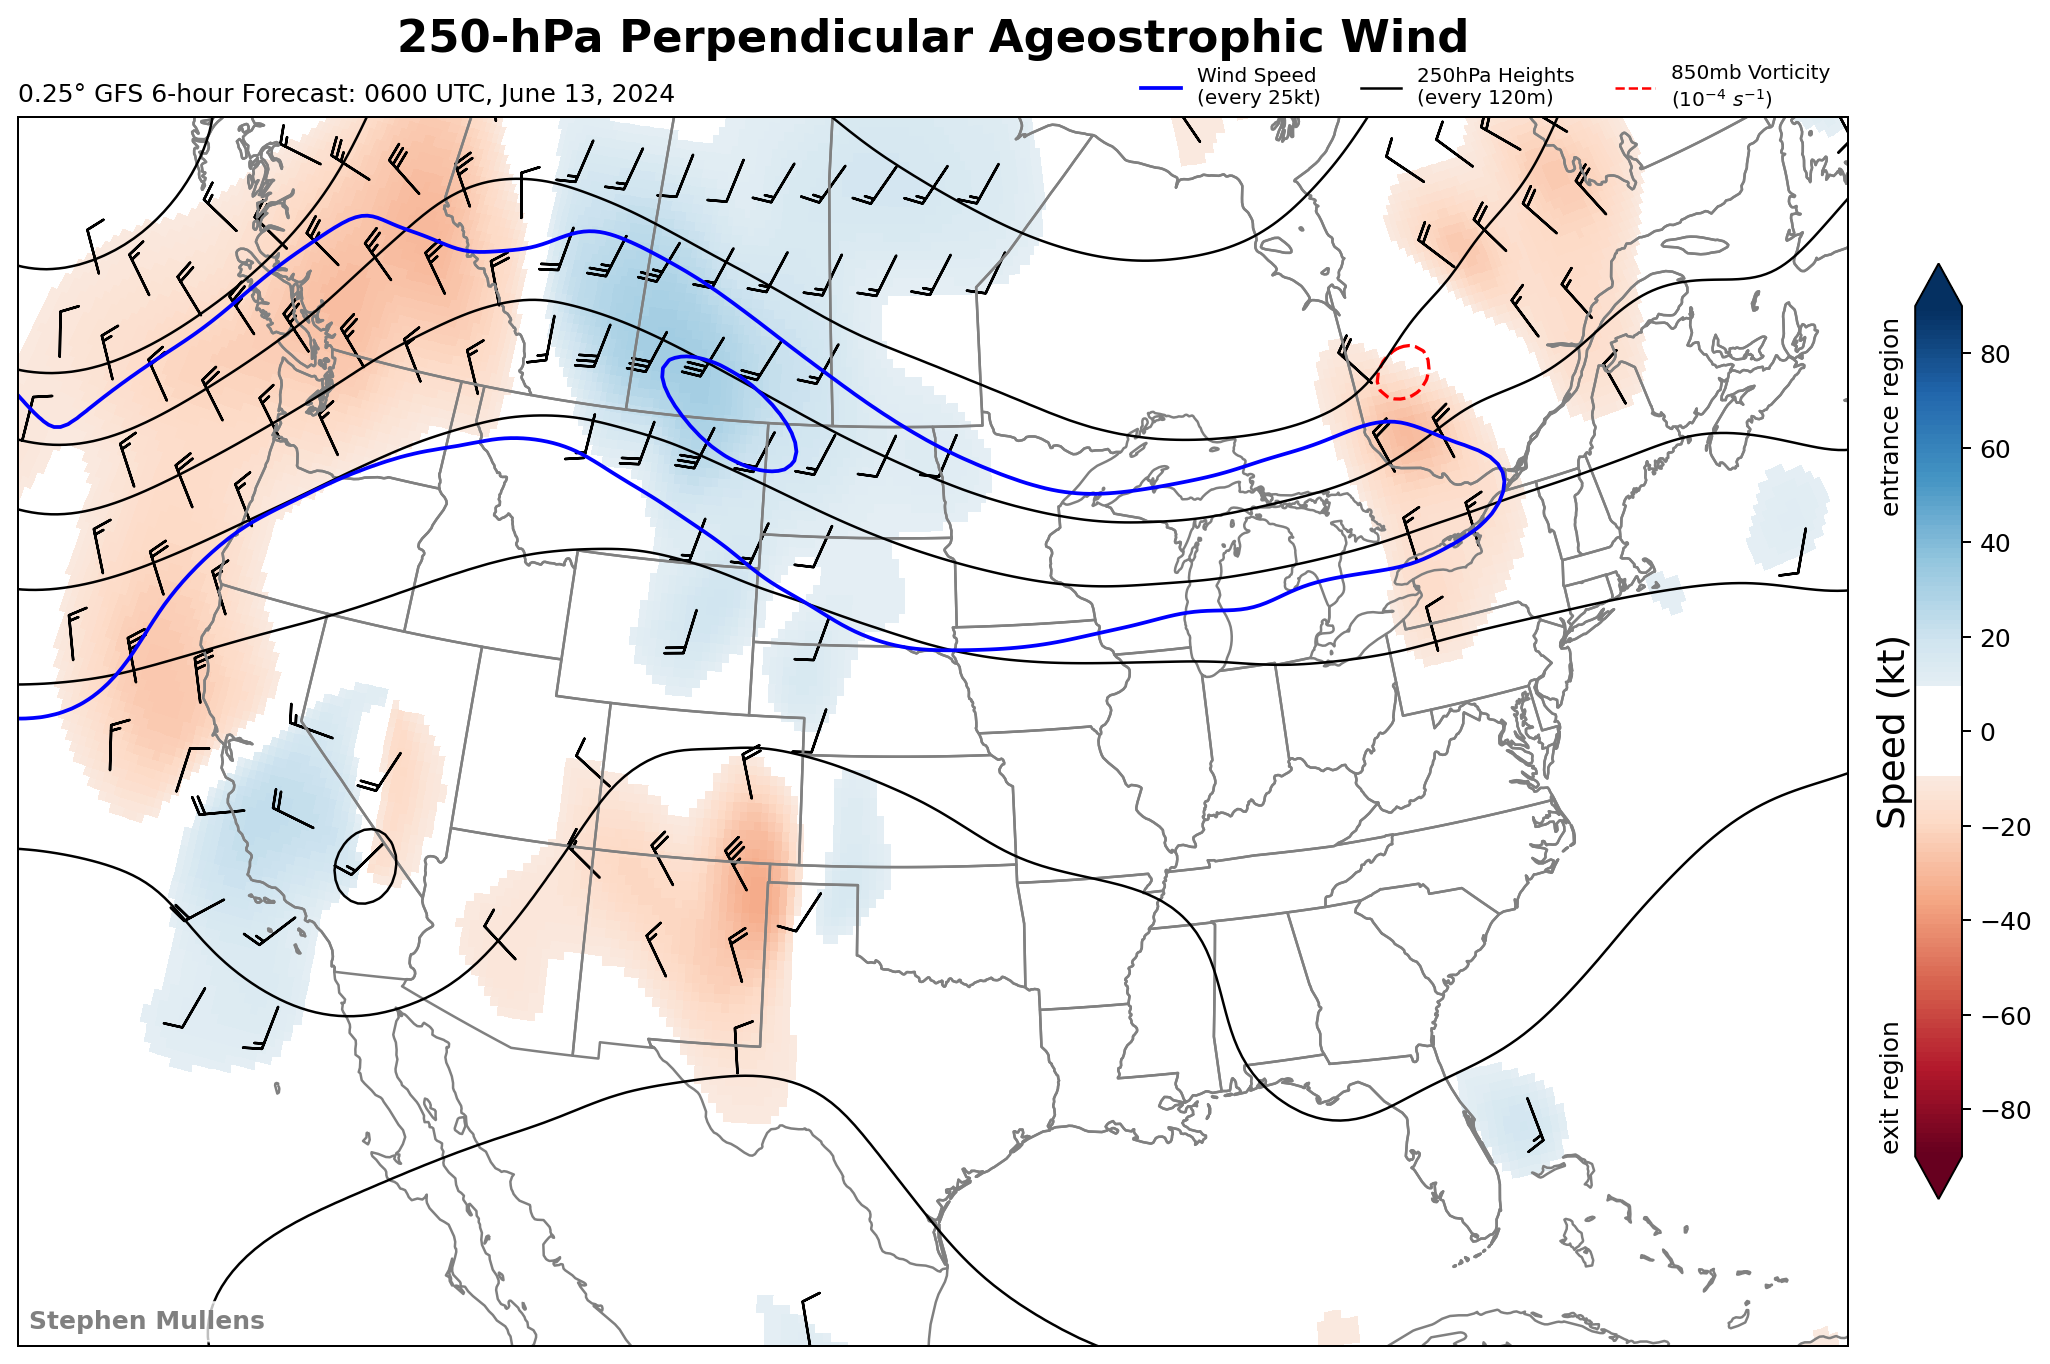 250-hPa Perpendicular Ageostrophic Wind
0.25° GFS 6-hour Forecast: 0600 UTC, June 13, 2024
Wind Speed
(every 25kt)
250hPa Heights
(every 120m)
850mb Vorticity
(10⁻⁴ s⁻¹)
entrance region
Speed (kt)
exit region
80
60
40
20
0
−20
−40
−60
−80
Stephen Mullens